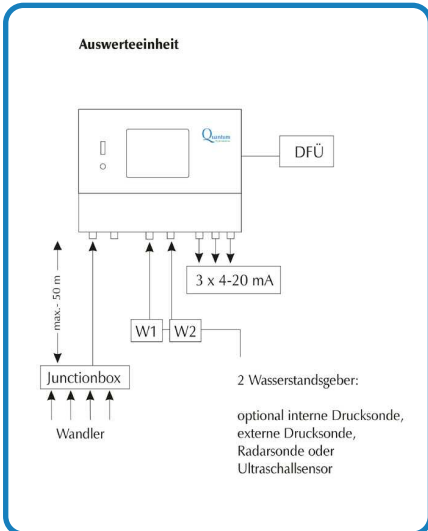 Auswerteeinheit
Quantum
DFÜ
max.- 50 m
3 x 4-20 mA
W1
W2
Junctionbox
Wandler
2 Wasserstandsgeber:
optional interne Drucksonde,
externe Drucksonde,
Radarsonde oder
Ultraschallsensor